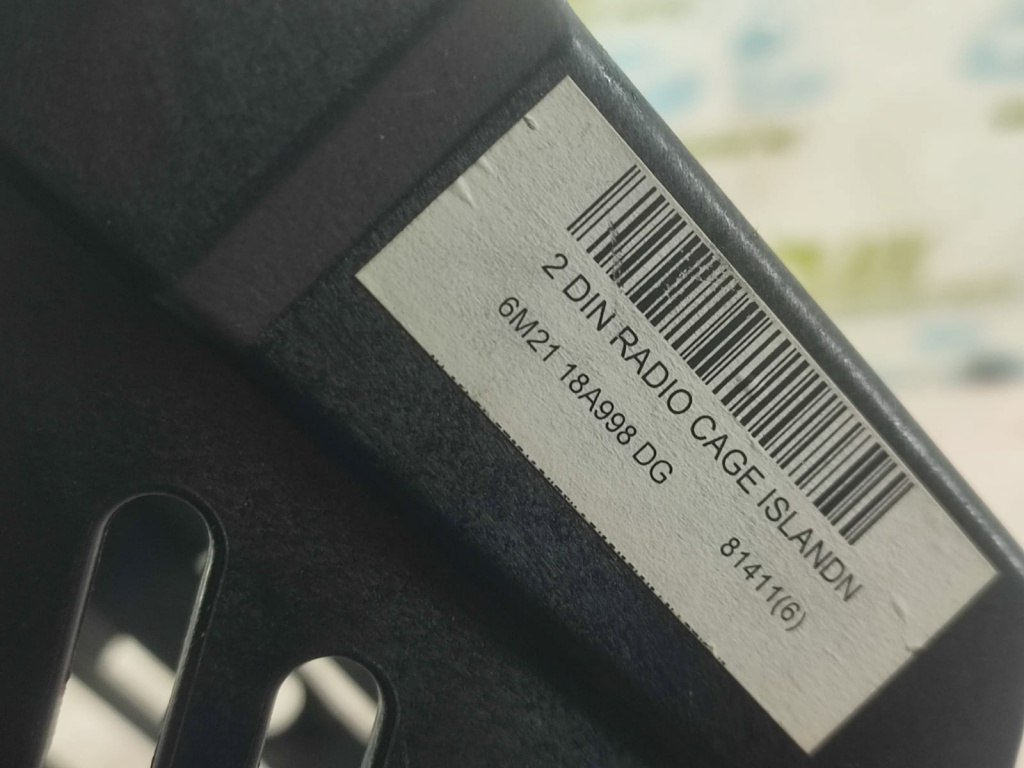 2 DIN RADIO CAGE ISLANDN
6M21 18A998 DG
81411(6)